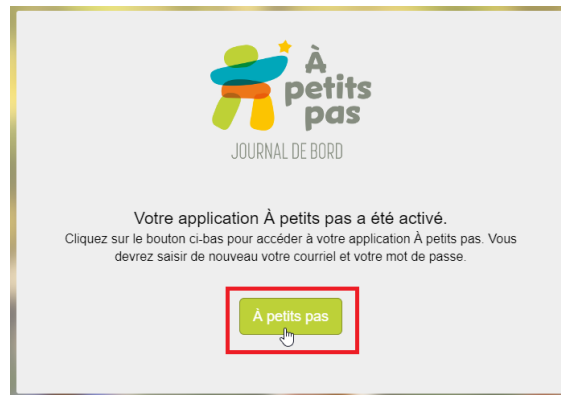 À
petits
pas
JOURNAL DE BORD
Votre application À petits pas a été activé.
Cliquez sur le bouton ci-bas pour accéder à votre application À petits pas. Vous
devrez saisir de nouveau votre courriel et votre mot de passe.
À petits pas